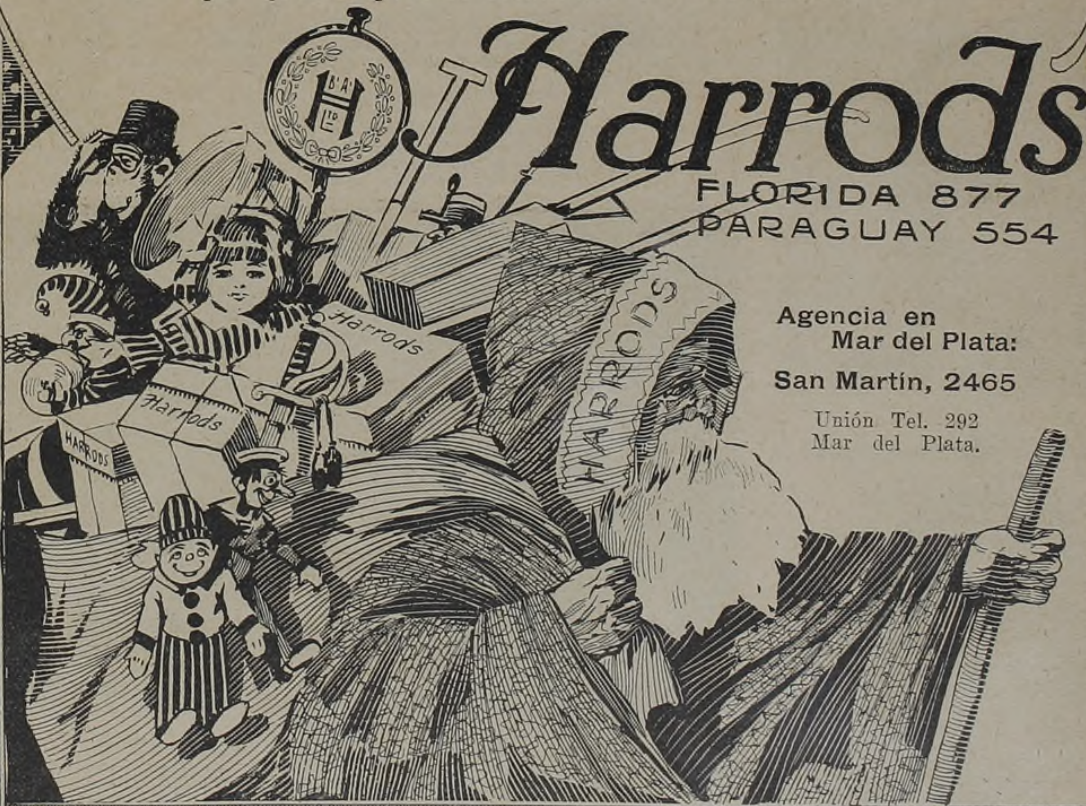 B.A.
H
LTD
Harrods
FLORIDA 877
PARAGUAY 554
Agencia en
Mar del Plata:
San Martín, 2465
Unión Tel. 292
Mar del Plata.
HARRODS
Harrods
Harrods
HARRODS